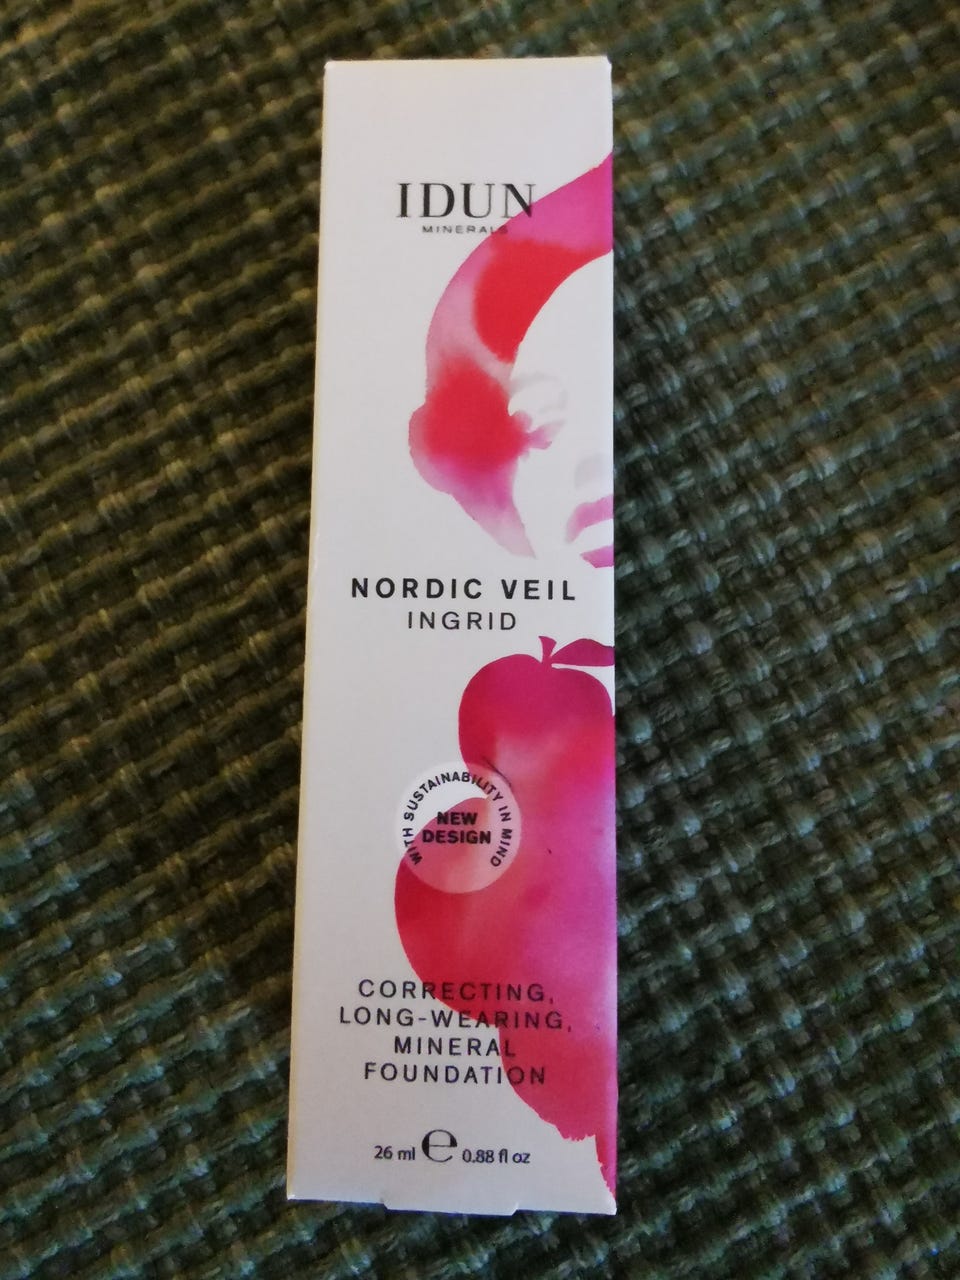 IDUN
MINERALS
NORDIC VEIL
INGRID
WITH SUSTAINABILITY IN MIND
NEW
DESIGN
CORRECTING,
LONG-WEARING,
MINERAL
FOUNDATION
26 ml ℮ 0.88 fl oz